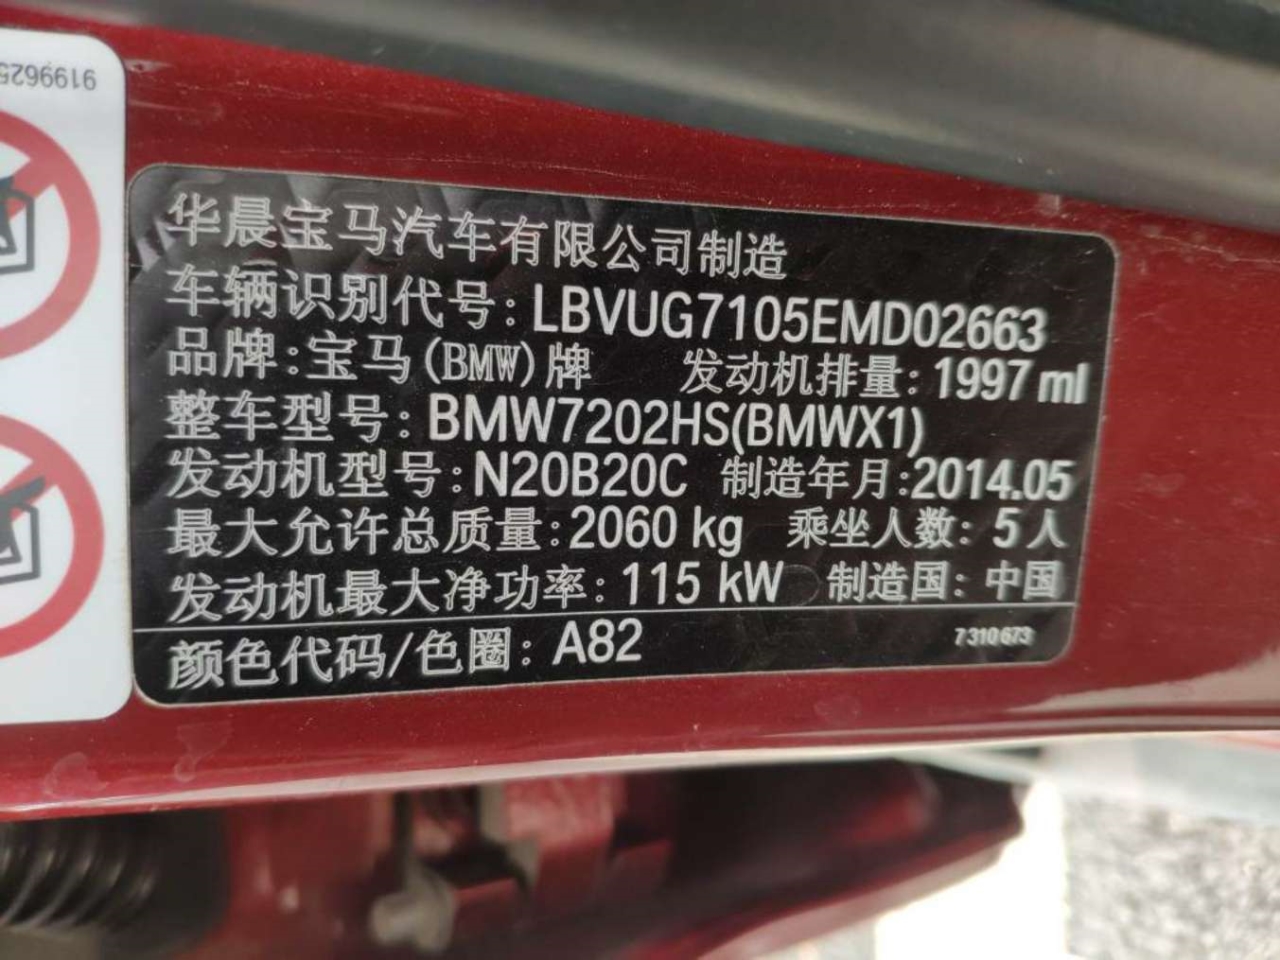 9199625
华晨宝马汽车有限公司制造
车辆识别代号：LBVUG7105EMD02663
品牌：宝马(BMW)牌 发动机排量：1997 ml
整车型号：BMW7202HS(BMWX1)
发动机型号：N20B20C 制造年月：2014.05
最大允许总质量：2060 kg 乘坐人数：5人
发动机最大净功率：115 kW 制造国：中国
颜色代码/色圈：A82 7310673